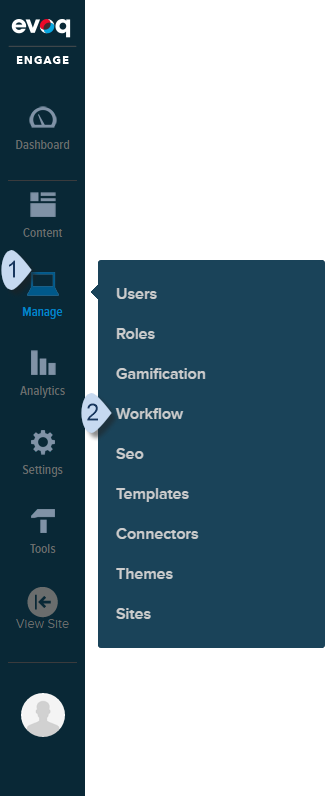 evoq
ENGAGE
Dashboard
Content
1
Manage
Analytics
Settings
Tools
View Site
Users
Roles
Gamification
2
Workflow
Seo
Templates
Connectors
Themes
Sites